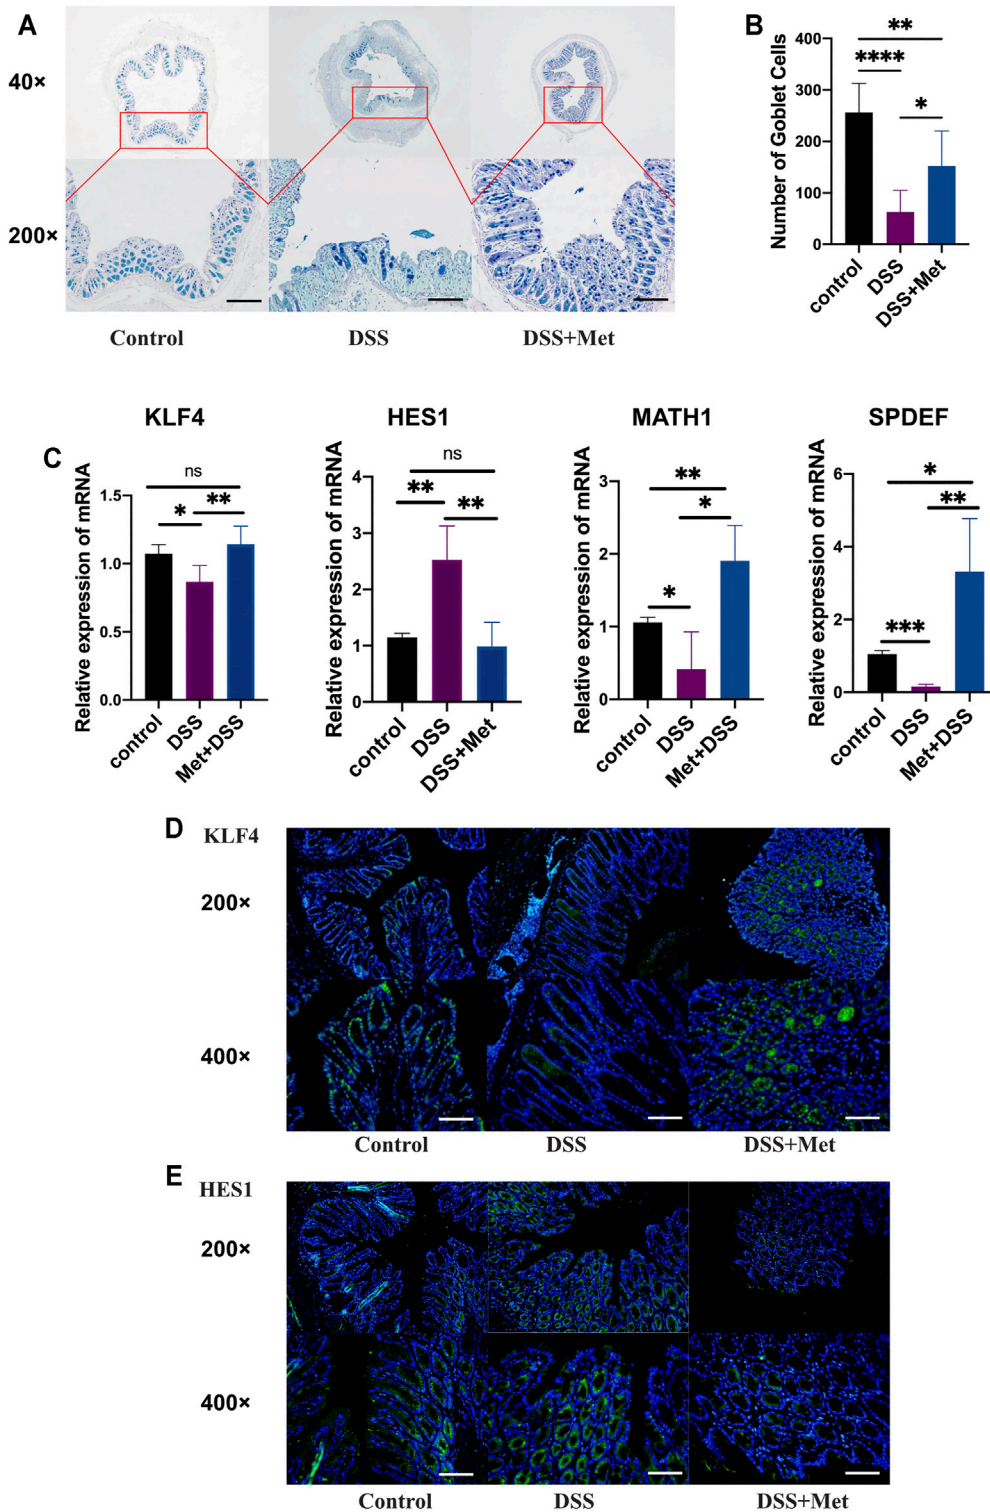 A
40×
200×
Control
DSS
DSS+Met
B
Number of Goblet Cells
400
300
200
100
0
**
****
*
control
DSS
DSS+Met
C
KLF4
Relative expression of mRNA
1.5
1.0
0.5
0.0
ns
*
**
control
DSS
Met+DSS
HES1
Relative expression of mRNA
4
3
2
1
0
ns
**
**
control
DSS
DSS+Met
MATH1
Relative expression of mRNA
3
2
1
0
**
*
*
control
DSS
Met+DSS
SPDEF
Relative expression of mRNA
6
4
2
0
*
**
***
control
DSS
Met+DSS
D
KLF4
200×
400×
Control
DSS
DSS+Met
E
HES1
200×
400×
Control
DSS
DSS+Met